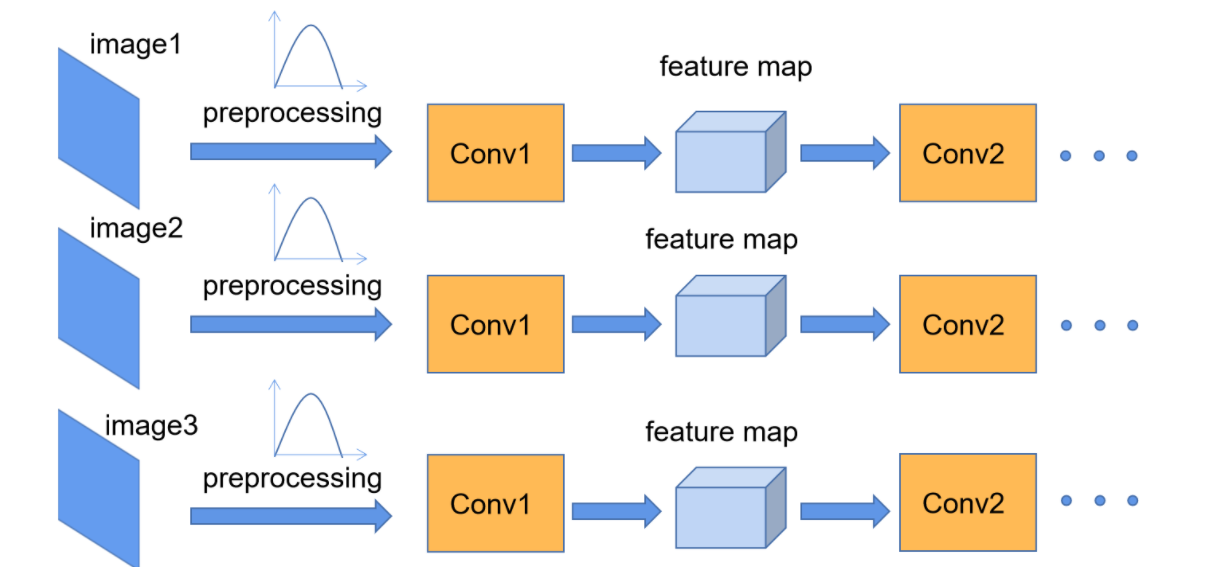 image1
preprocessing
Conv1
feature map
Conv2
image2
preprocessing
Conv1
feature map
Conv2
image3
preprocessing
Conv1
feature map
Conv2